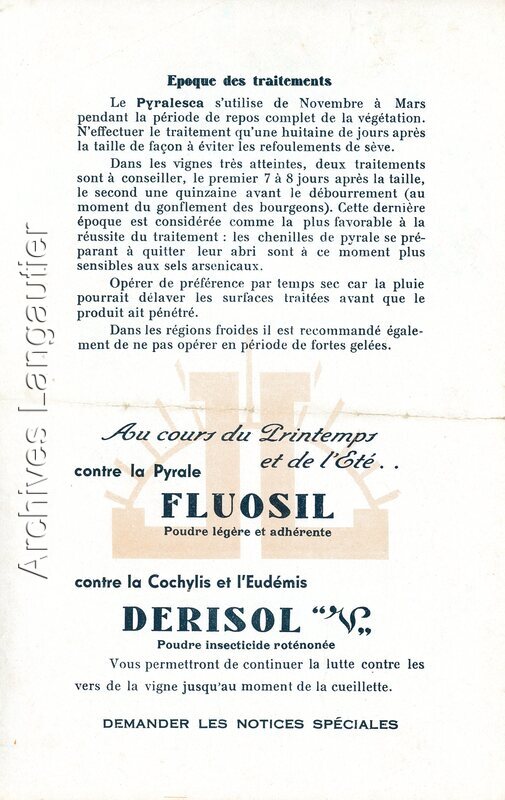 Epoque des traitements
Le Pyralesca s'utilise de Novembre à Mars
pendant la période de repos complet de la végétation.
N'effectuer le traitement qu'une huitaine de jours après
la taille de façon à éviter les refoulements de sève.
Dans les vignes très atteintes, deux traitements
sont à conseiller, le premier 7 à 8 jours après la taille,
le second une quinzaine avant le débourrement (au
moment du gonflement des bourgeons). Cette dernière
époque est considérée comme la plus favorable à la
réussite du traitement : les chenilles de pyrale se pré-
parant à quitter leur abri sont à ce moment plus
sensibles aux sels arsenicaux.
Opérer de préférence par temps sec car la pluie
pourrait délaver les surfaces traitées avant que le
produit ait pénétré.
Dans les régions froides il est recommandé égale-
ment de ne pas opérer en période de fortes gelées.
Au cours du Printemps
et de l'Eté . .
contre la Pyrale
FLUOSIL
Poudre légère et adhérente
contre la Cochylis et l'Eudémis
DERISOL "V"
Poudre insecticide roténonée
Vous permettront de continuer la lutte contre les
vers de la vigne jusqu'au moment de la cueillette.
DEMANDER LES NOTICES SPÉCIALES
Archives Langautier